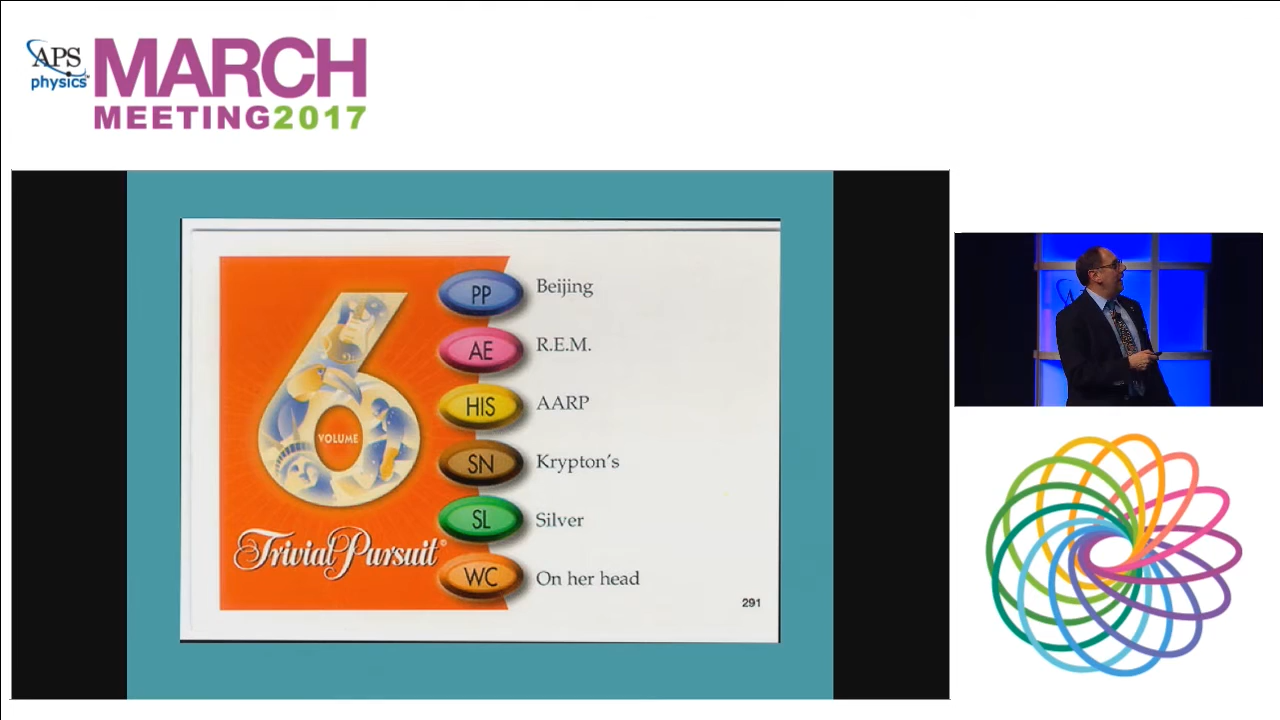 APS
physics
MARCH
MEETING2017
VOLUME
6
Trivial Pursuit
PP Beijing
AE R.E.M.
HIS AARP
SN Krypton's
SL Silver
WC On her head
291